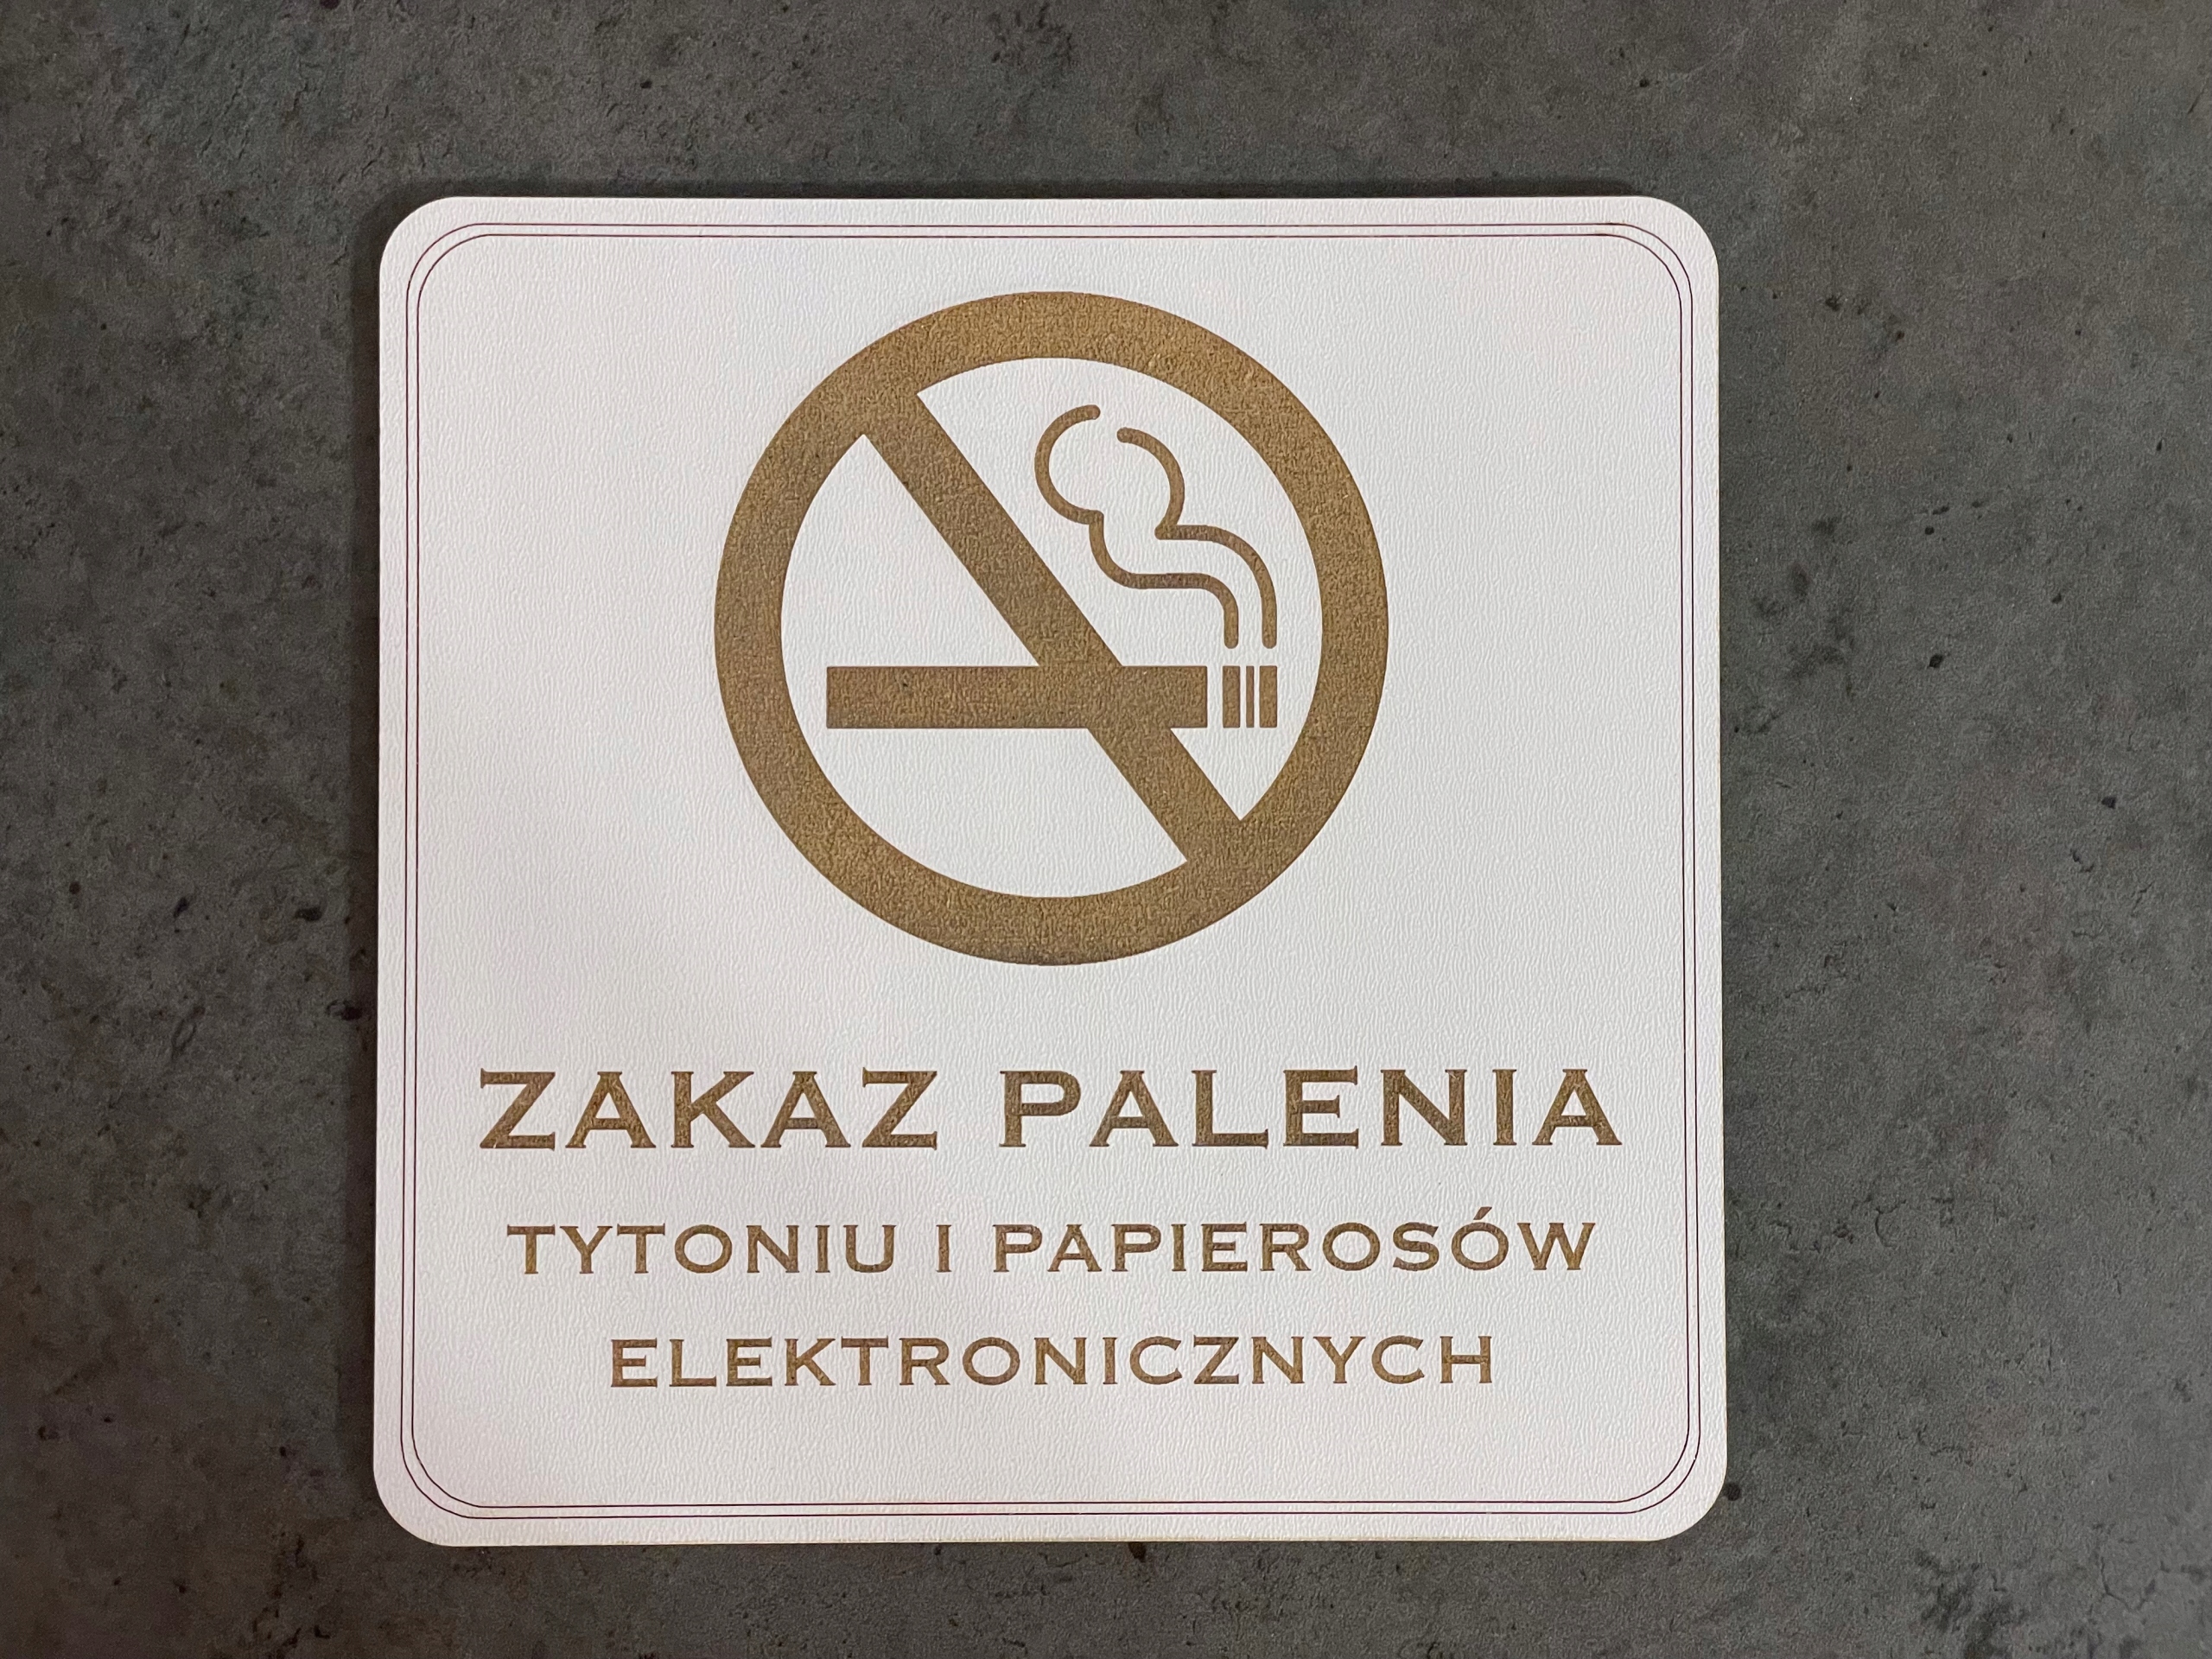 ZAKAZ PALENIA
TYTONIU I PAPIEROSÓW
ELEKTRONICZNYCH